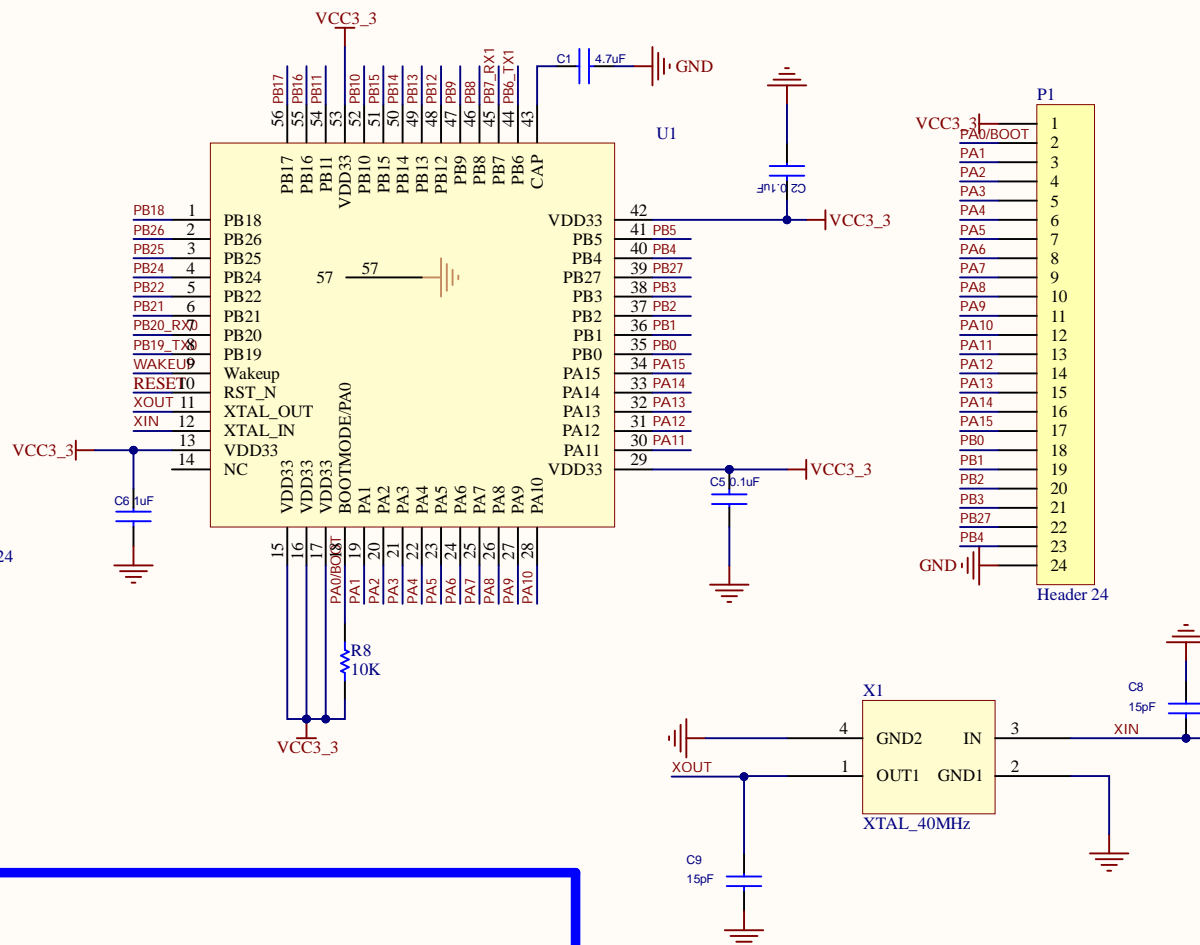 VCC3_3
PB17
PB16
PB11
PB10
PB15
PB14
PB13
PB12
PB9
PB8
PB7_RX1
PB6_TX1
C1 4.7uF
GND
56
55
54
53
52
51
50
49
48
47
46
45
44
43
U1
PB17
PB16
PB11
VDD33
PB10
PB15
PB14
PB13
PB12
PB9
PB8
PB7
PB6
CAP
C2 0.1uF
PB18 1 PB18
PB26 2 PB26
PB25 3 PB25
PB24 4 PB24
PB22 5 PB22
PB21 6 PB21
PB20_RX0 7 PB20
PB19_TX0 8 PB19
WAKEUP 9 Wakeup
RESET 10 RST_N
XOUT 11 XTAL_OUT
XIN 12 XTAL_IN
VCC3_3 13 VDD33
14 NC
57 57
VDD33 42 VCC3_3
PB5 41 PB5
PB4 40 PB4
PB27 39 PB27
PB3 38 PB3
PB2 37 PB2
PB1 36 PB1
PB0 35 PB0
PA15 34 PA15
PA14 33 PA14
PA13 32 PA13
PA12 31 PA12
PA11 30 PA11
VDD33 29 VCC3_3
C5 0.1uF
C6 1uF
24
VDD33
VDD33
VDD33
BOOTMODE/PA0
PA1
PA2
PA3
PA4
PA5
PA6
PA7
PA8
PA9
PA10
15
16
17
18
19
20
21
22
23
24
25
26
27
28
PA0/BOOT
PA1
PA2
PA3
PA4
PA5
PA6
PA7
PA8
PA9
PA10
R8
10K
VCC3_3
P1
VCC3_3 1
PA0/BOOT 2
PA1 3
PA2 4
PA3 5
PA4 6
PA5 7
PA6 8
PA7 9
PA8 10
PA9 11
PA10 12
PA11 13
PA12 14
PA13 15
PA14 16
PA15 17
PB0 18
PB1 19
PB2 20
PB3 21
PB27 22
PB4 23
GND 24
Header 24
X1
C8
15pF
4 GND2 IN 3 XIN
XOUT 1 OUT1 GND1 2
XTAL_40MHz
C9
15pF